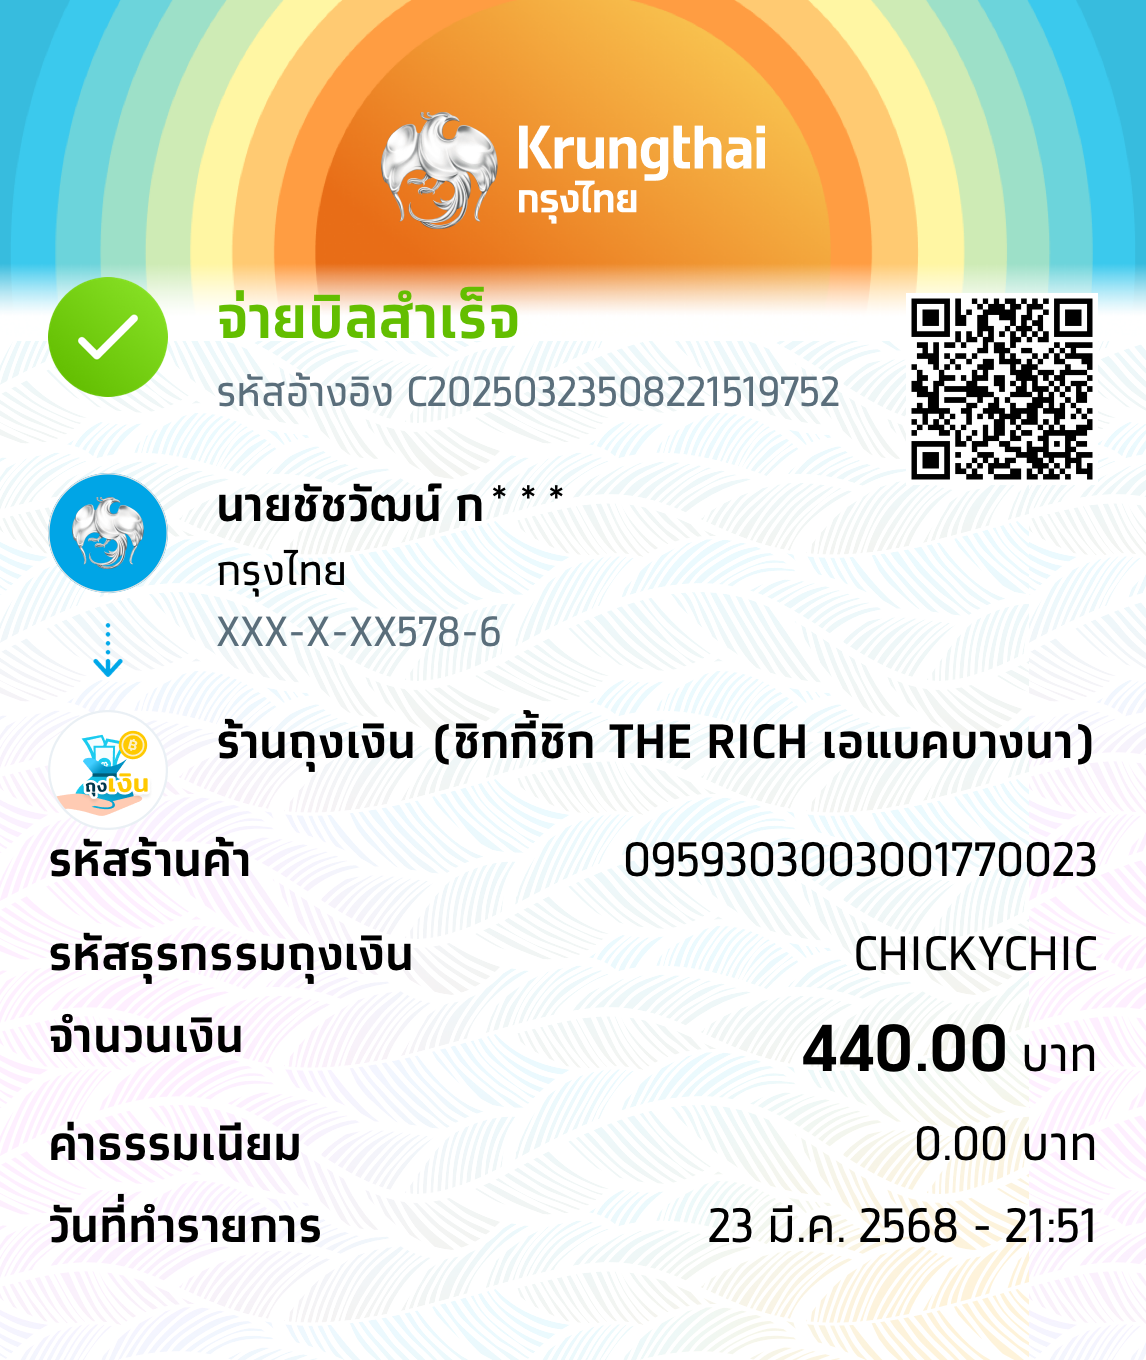 Krungthai
กรุงไทย
จ่ายบิลสำเร็จ
รหัสอ้างอิง C20250323508221519752
นายชัชวัฒน์ ก***
กรุงไทย
XXX-X-XX578-6
ถุงเงิน
ร้านถุงเงิน (ชิกกี้ชิก THE RICH เอแบคบางนา)
รหัสร้านค้า 0959303003001770023
รหัสธุรกรรมถุงเงิน CHICKYCHIC
จำนวนเงิน 440.00 บาท
ค่าธรรมเนียม 0.00 บาท
วันที่ทำรายการ 23 มี.ค. 2568 - 21:51